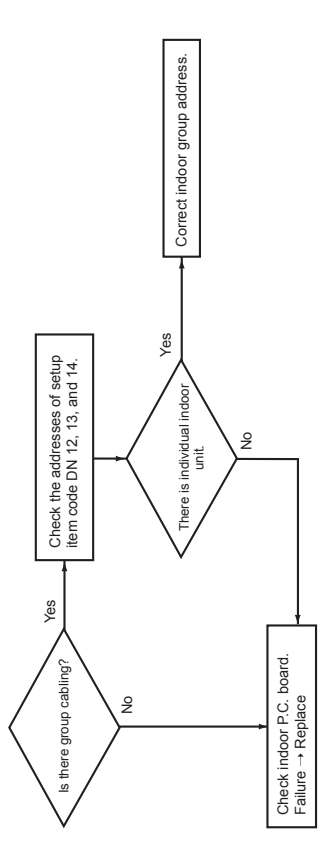 Is there group cabling?
Yes
No
Check the addresses of setup
item code DN 12, 13, and 14.
There is individual indoor
unit.
Yes
No
Correct indoor group address.
Check indoor P.C. board.
Failure → Replace